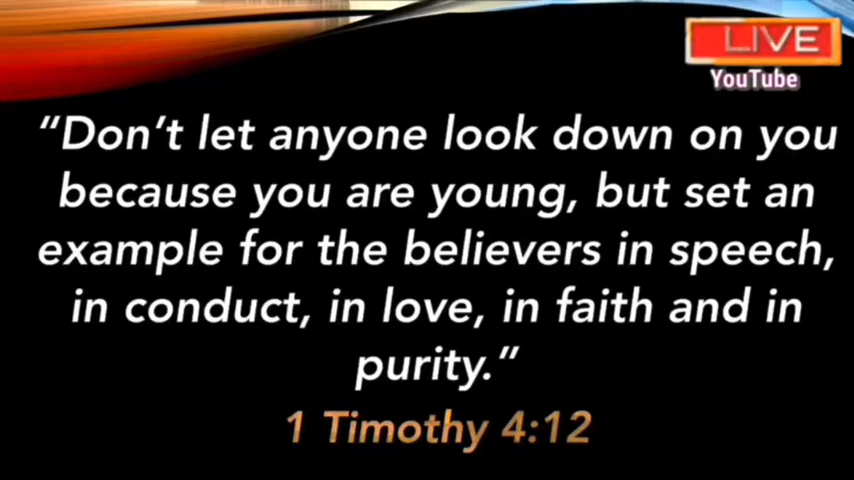 LIVE
YouTube
“Don’t let anyone look down on you
because you are young, but set an
example for the believers in speech,
in conduct, in love, in faith and in
purity.”
1 Timothy 4:12